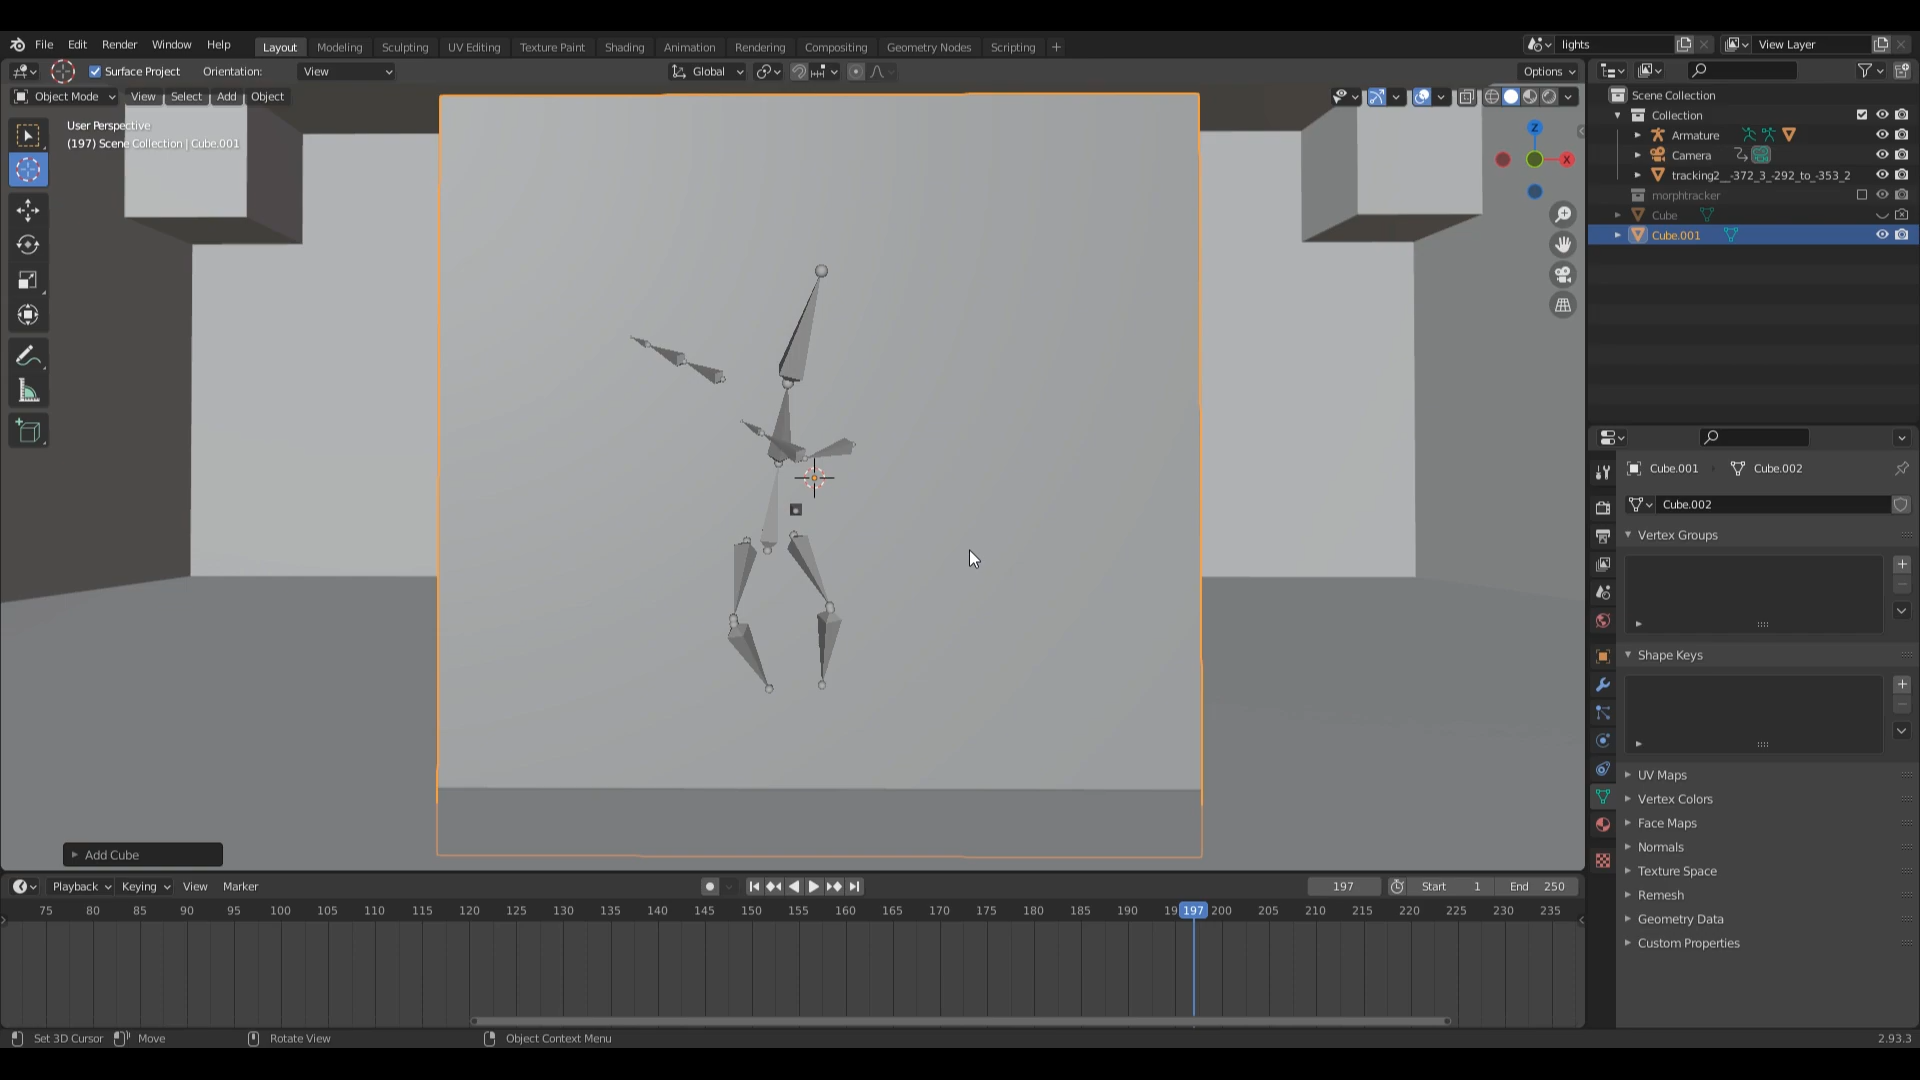 File Edit Render Window Help Layout Modeling Sculpting UV Editing Texture Paint Shading Animation Rendering Compositing Geometry Nodes Scripting + lights View Layer
Surface Project Orientation: View Global Options
Object Mode View Select Add Object
User Perspective
(197) Scene Collection | Cube.001
Z
X
Scene Collection
Collection
Armature
Camera
tracking2__-372_3_-292_to_-353_2
morphtracker
Cube
Cube.001
Cube.001 Cube.002
Cube.002
Vertex Groups
Shape Keys
UV Maps
Vertex Colors
Face Maps
Normals
Texture Space
Remesh
Geometry Data
Custom Properties
Add Cube
Playback Keying View Marker 197 Start 1 End 250
75 80 85 90 95 100 105 110 115 120 125 130 135 140 145 150 155 160 165 170 175 180 185 190 19 197 200 205 210 215 220 225 230 235
Set 3D Cursor Move Rotate View Object Context Menu 2.93.3